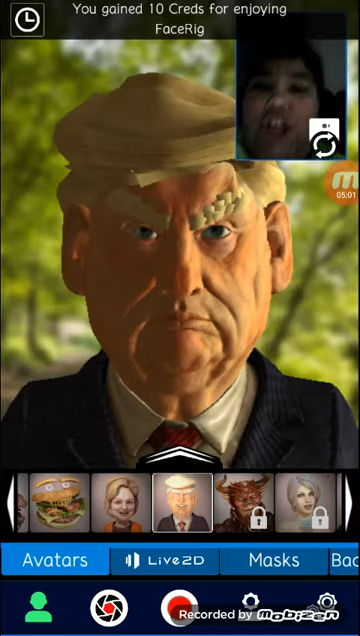 You gained 10 Creds for enjoying
FaceRig
05:01
Avatars
Live2D
Masks
Bac
Recorded by Mobizen